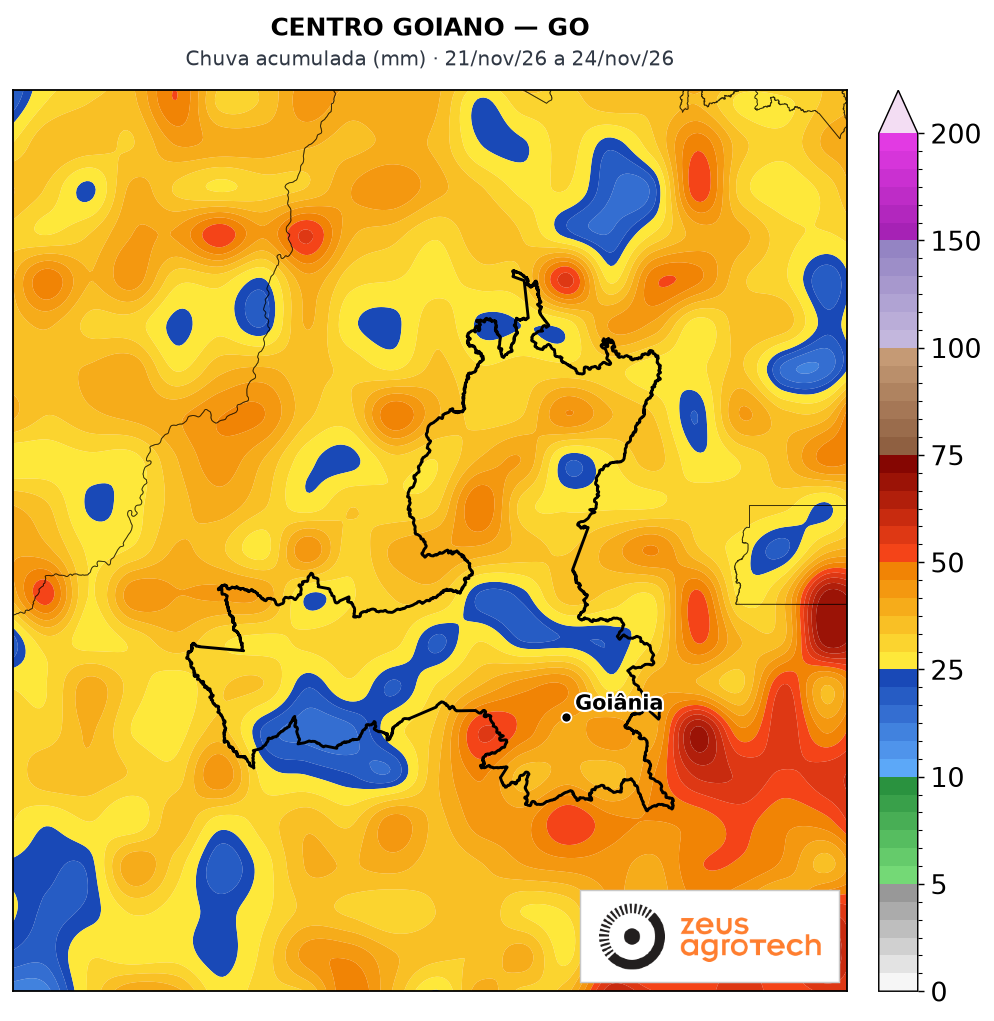 CENTRO GOIANO — GO
Chuva acumulada (mm) · 21/nov/26 a 24/nov/26
200
150
100
75
50
25
10
5
0
Goiânia
zeus
agrotech